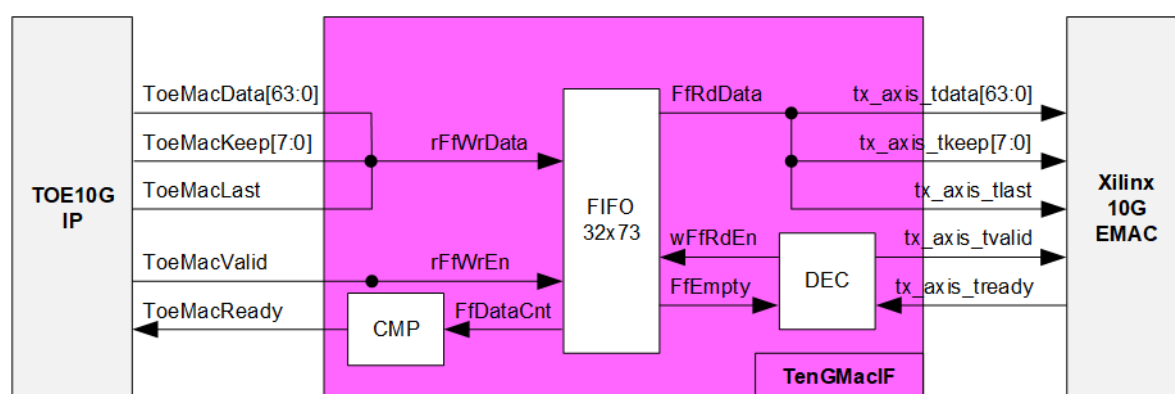 TOE10G
IP
ToeMacData[63:0]
ToeMacKeep[7:0]
ToeMacLast
ToeMacValid
ToeMacReady
rFfWrData
rFfWrEn
CMP
FfDataCnt
FIFO
32x73
FfRdData
wFfRdEn
FfEmpty
DEC
tx_axis_tdata[63:0]
tx_axis_tkeep[7:0]
tx_axis_tlast
tx_axis_tvalid
tx_axis_tready
TenGMacIF
Xilinx
10G
EMAC